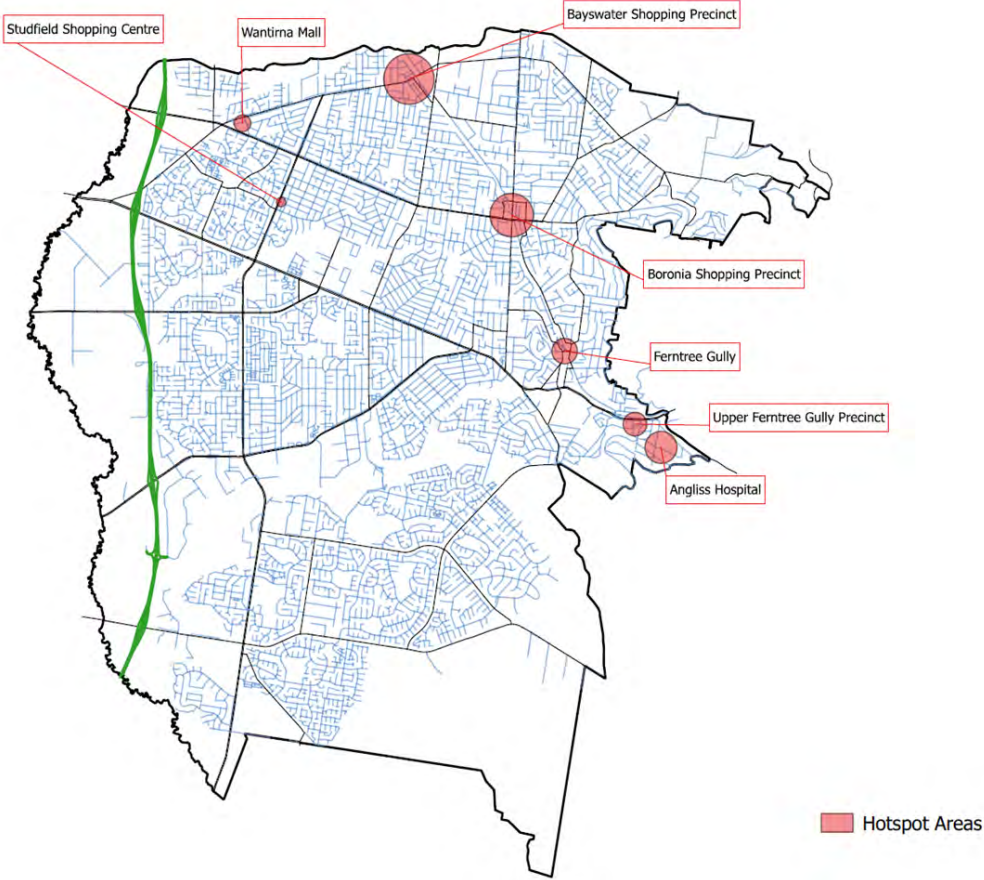 Bayswater Shopping Precinct
Studfield Shopping Centre
Wantirna Mall
Boronia Shopping Precinct
Ferntree Gully
Upper Ferntree Gully Precinct
Angliss Hospital
Hotspot Areas